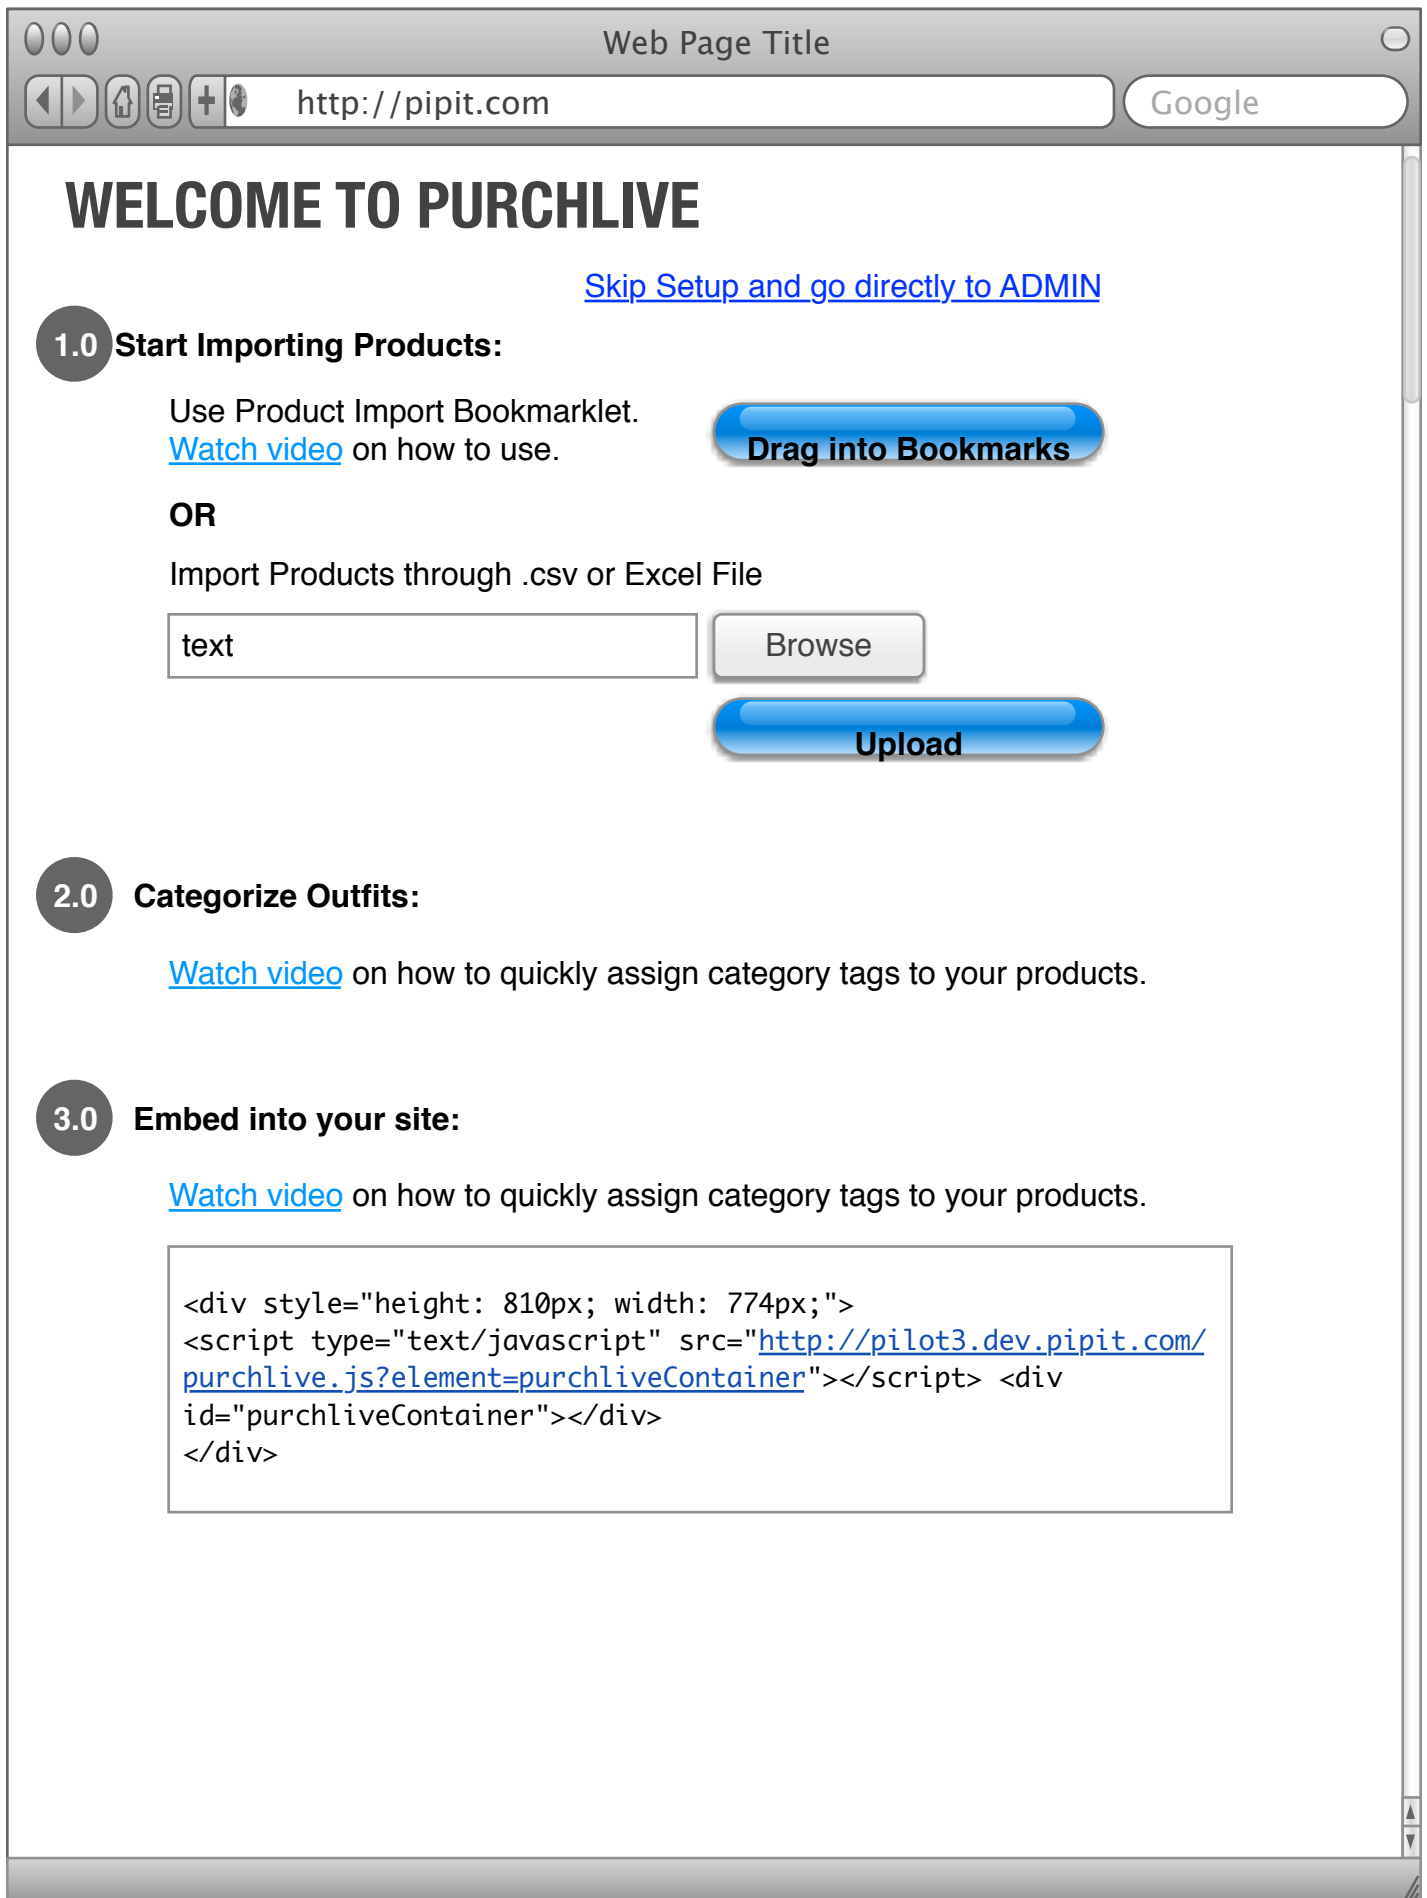 Web Page Title
http://pipit.com
Google
WELCOME TO PURCHLIVE
Skip Setup and go directly to ADMIN
1.0 Start Importing Products:
Use Product Import Bookmarklet.
Watch video on how to use.
Drag into Bookmarks
OR
Import Products through .csv or Excel File
text
Browse
Upload
2.0 Categorize Outfits:
Watch video on how to quickly assign category tags to your products.
3.0 Embed into your site:
Watch video on how to quickly assign category tags to your products.
<div style="height: 810px; width: 774px;">
<script type="text/javascript" src="http://pilot3.dev.pipit.com/
purchlive.js?element=purchliveContainer"></script> <div
id="purchliveContainer"></div>
</div>